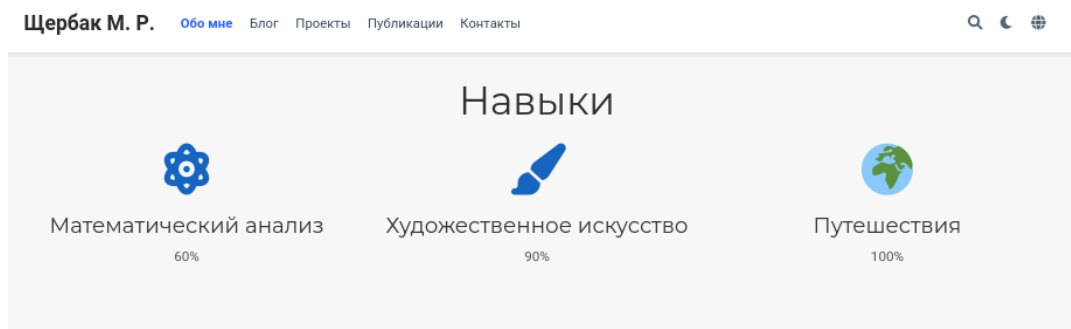 Щербак М. Р. Обо мне Блог Проекты Публикации Контакты
Навыки
Математический анализ Художественное искусство Путешествия
60% 90% 100%